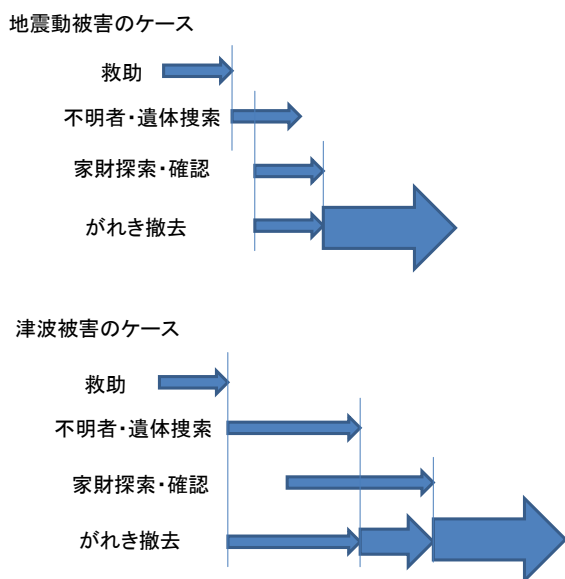 地震動被害のケース
救助
不明者・遺体捜索
家財探索・確認
がれき撤去
津波被害のケース
救助
不明者・遺体捜索
家財探索・確認
がれき撤去